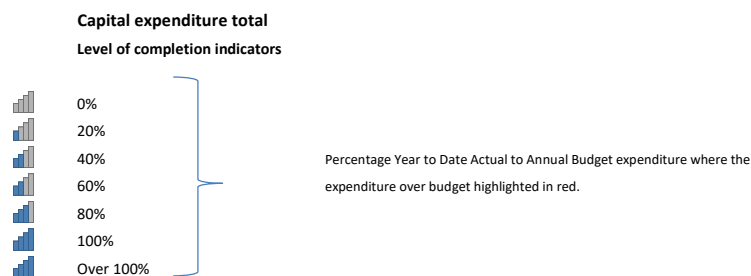 Capital expenditure total
Level of completion indicators
0%
20%
40%
60%
80%
100%
Over 100%
Percentage Year to Date Actual to Annual Budget expenditure where the
expenditure over budget highlighted in red.